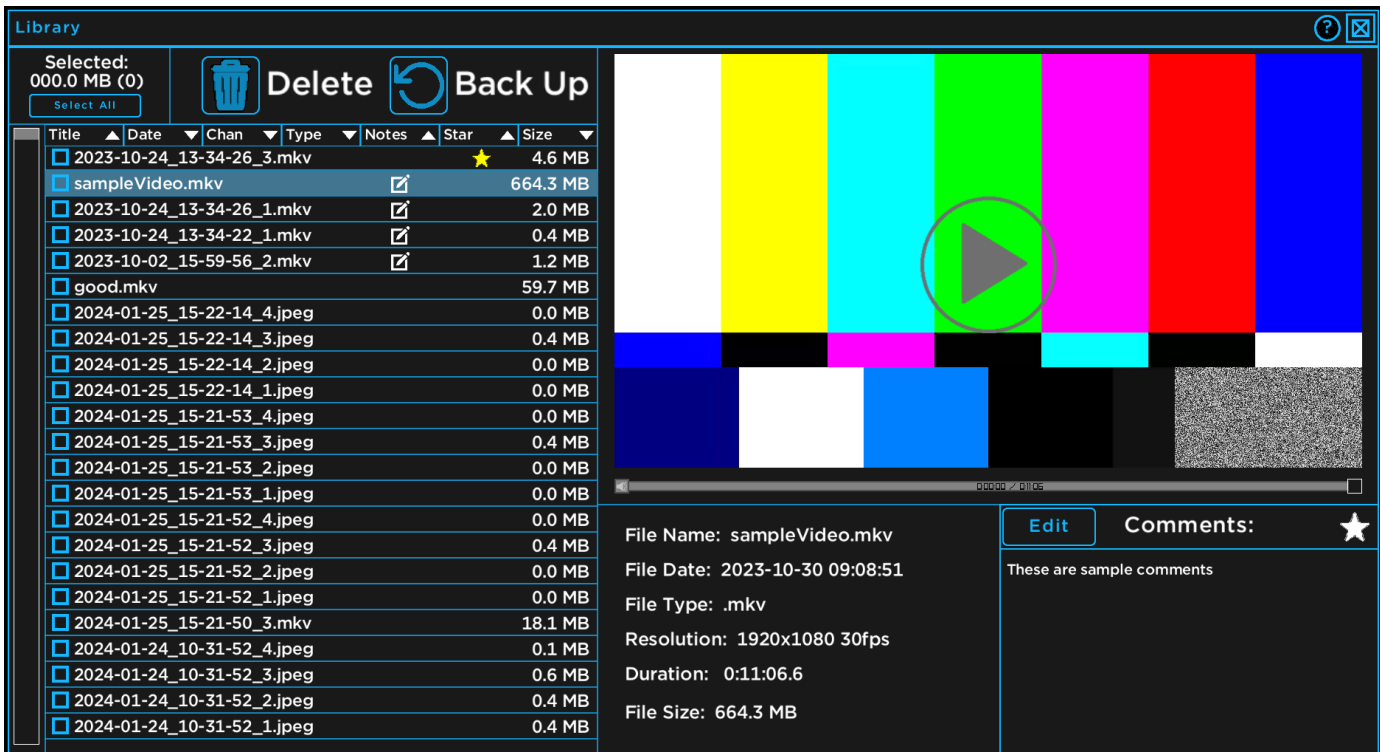 Library
?
Selected:
000.0 MB (0)
Select All
Delete
Back Up
Title Date Chan Type Notes Star Size
2023-10-24_13-34-26_3.mkv 4.6 MB
sampleVideo.mkv 664.3 MB
2023-10-24_13-34-26_1.mkv 2.0 MB
2023-10-24_13-34-22_1.mkv 0.4 MB
2023-10-02_15-59-56_2.mkv 1.2 MB
good.mkv 59.7 MB
2024-01-25_15-22-14_4.jpeg 0.0 MB
2024-01-25_15-22-14_3.jpeg 0.4 MB
2024-01-25_15-22-14_2.jpeg 0.0 MB
2024-01-25_15-22-14_1.jpeg 0.0 MB
2024-01-25_15-21-53_4.jpeg 0.0 MB
2024-01-25_15-21-53_3.jpeg 0.4 MB
2024-01-25_15-21-53_2.jpeg 0.0 MB
2024-01-25_15-21-53_1.jpeg 0.0 MB
2024-01-25_15-21-52_4.jpeg 0.0 MB
2024-01-25_15-21-52_3.jpeg 0.4 MB
2024-01-25_15-21-52_2.jpeg 0.0 MB
2024-01-25_15-21-52_1.jpeg 0.0 MB
2024-01-25_15-21-50_3.mkv 18.1 MB
2024-01-24_10-31-52_4.jpeg 0.1 MB
2024-01-24_10-31-52_3.jpeg 0.6 MB
2024-01-24_10-31-52_2.jpeg 0.4 MB
2024-01-24_10-31-52_1.jpeg 0.4 MB
File Name: sampleVideo.mkv
File Date: 2023-10-30 09:08:51
File Type: .mkv
Resolution: 1920x1080 30fps
Duration: 0:11:06.6
File Size: 664.3 MB
Edit
Comments:
These are sample comments